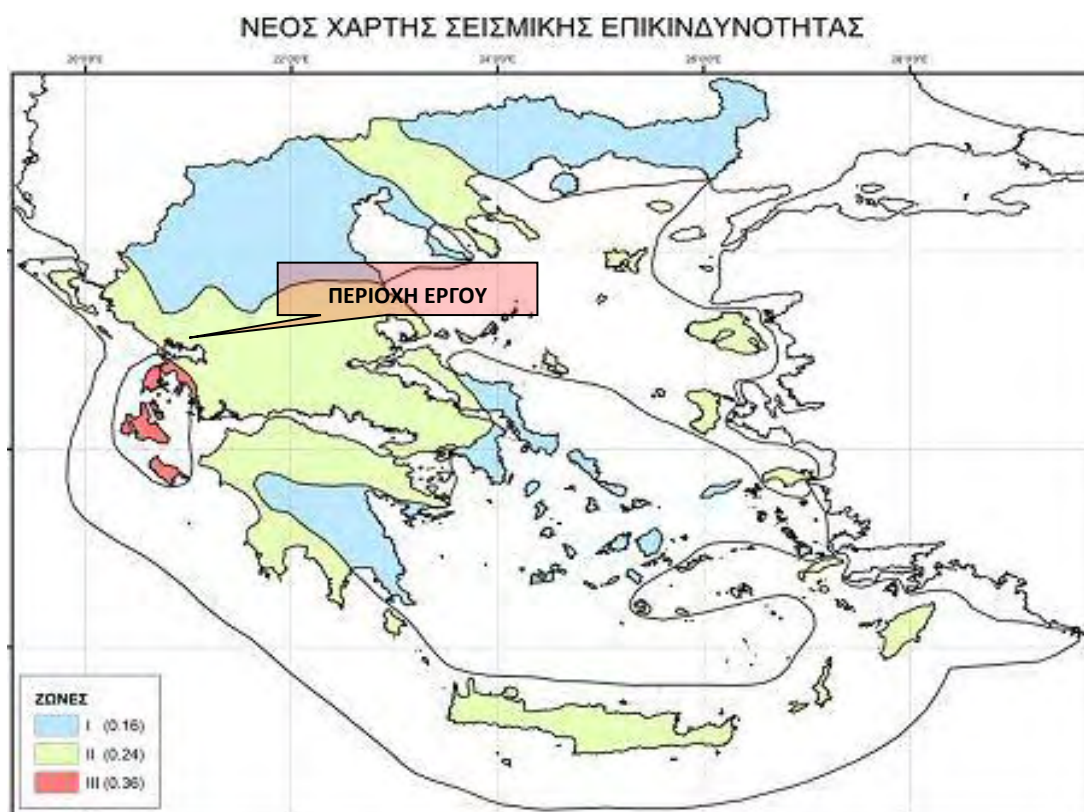 ΝΕΟΣ ΧΑΡΤΗΣ ΣΕΙΣΜΙΚΗΣ ΕΠΙΚΙΝΔΥΝΟΤΗΤΑΣ
ΠΕΡΙΟΧΗ ΕΡΓΟΥ
ΖΩΝΕΣ
I (0.16)
II (0.24)
III (0.36)